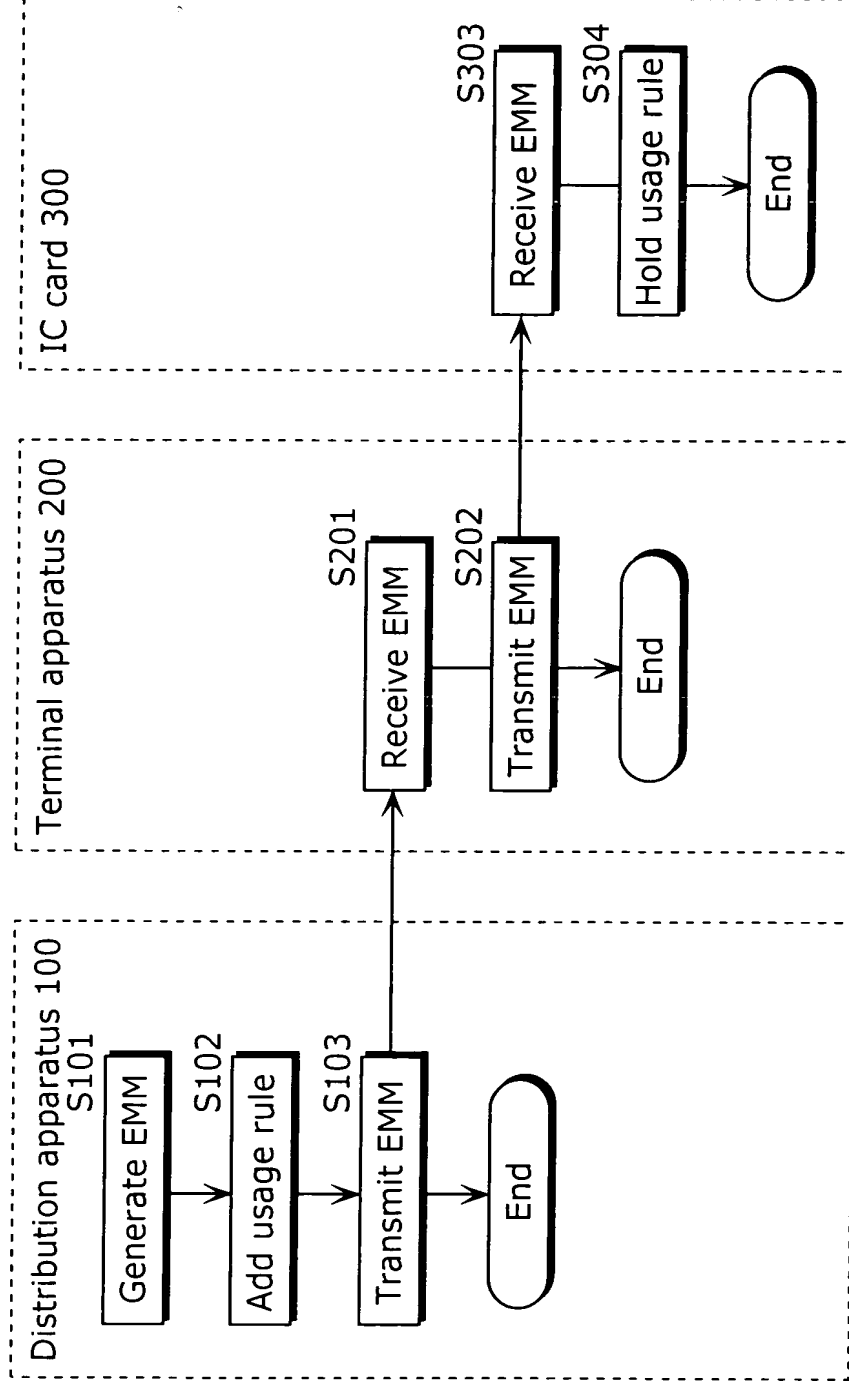 Distribution apparatus 100
S101
Generate EMM
S102
Add usage rule
S103
Transmit EMM
End
Terminal apparatus 200
S201
Receive EMM
S202
Transmit EMM
End
IC card 300
S303
Receive EMM
S304
Hold usage rule
End